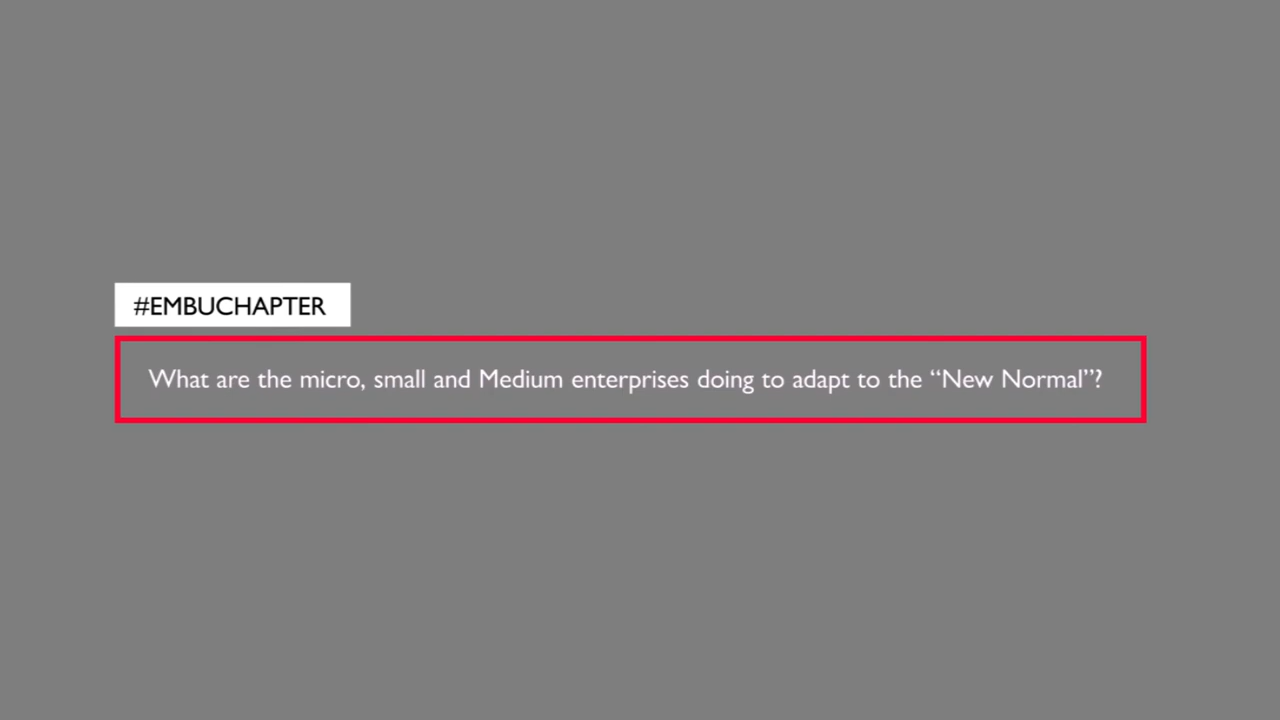 #EMBUCHAPTER
What are the micro, small and Medium enterprises doing to adapt to the “New Normal”?